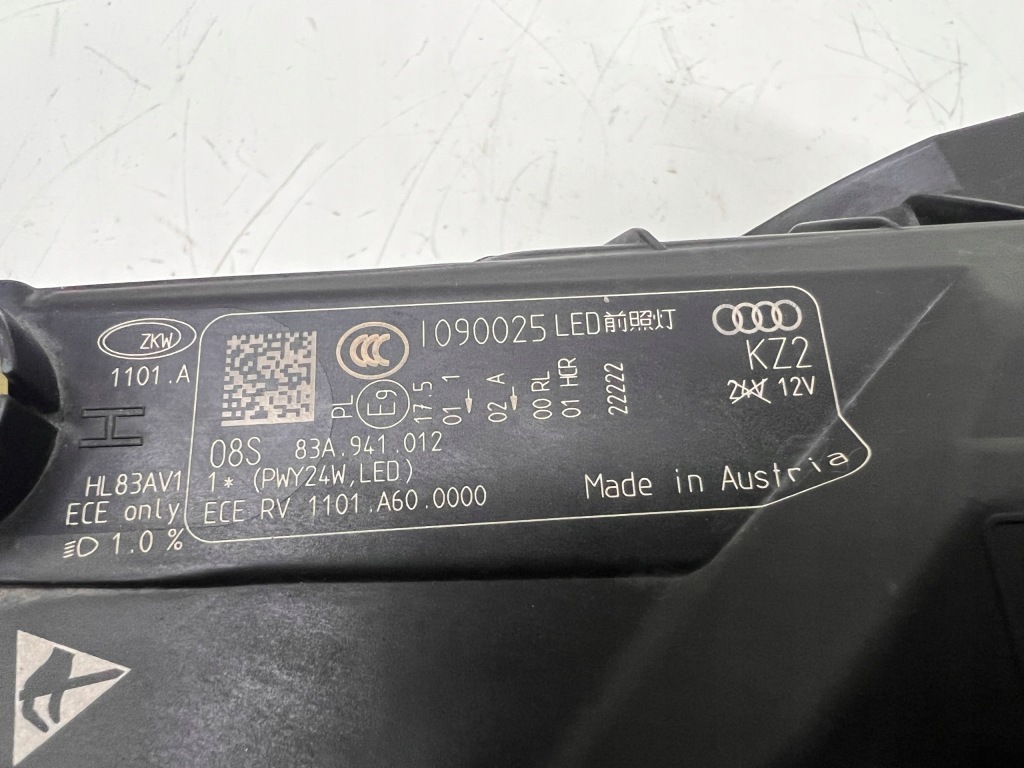 ZKW
1101.A
H
HL83AV1
ECE only
1.0 %
CCC
I090025 LED前照灯
KZ2
24V 12V
PL
E9
17.5
01 1
02 A
00 RL
01 HCR
22222
08S 83A.941.012
1* (PWY24W,LED)
ECE RV 1101.A60.0000
Made in Austria